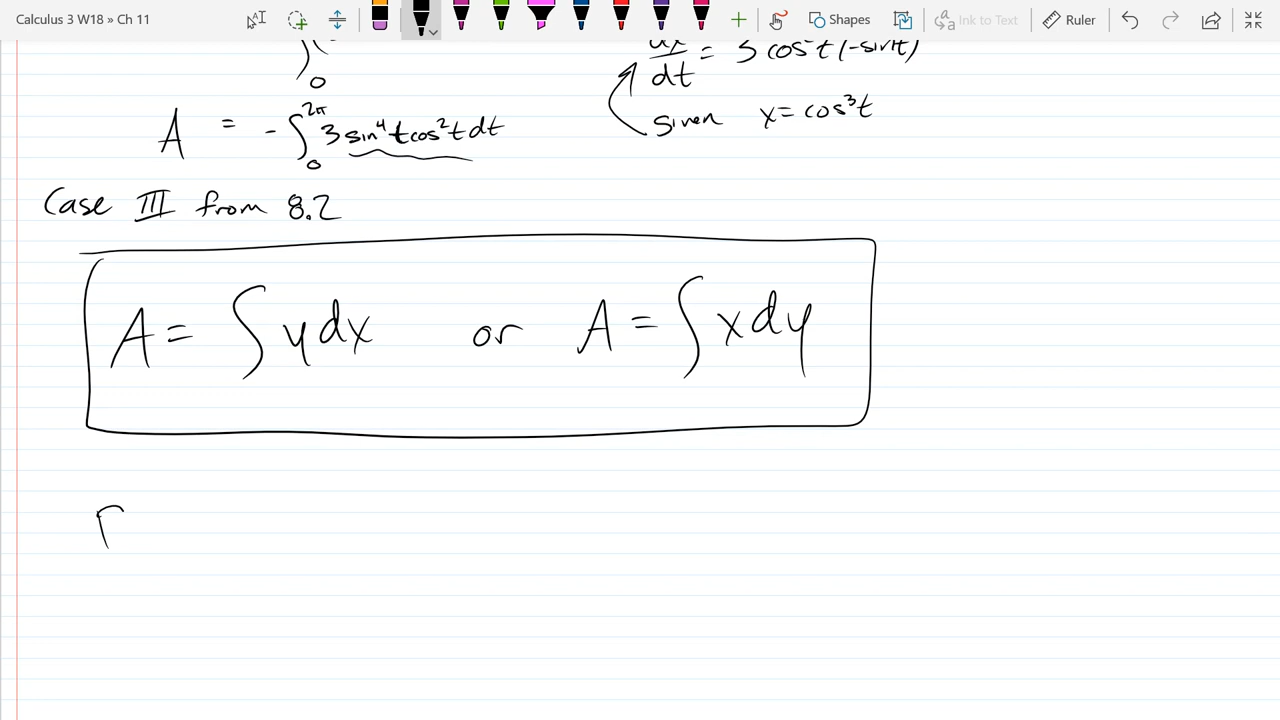 Calculus 3 W18 » Ch 11
Shapes
Ink to Text
Ruler
0
dx/dt = 3 cos²t (-sin t)
A = - ∫₀^2π 3 sin⁴t cos²t dt
given x = cos³t
Case III from 8.2
A = ∫ y dx or A = ∫ x dy